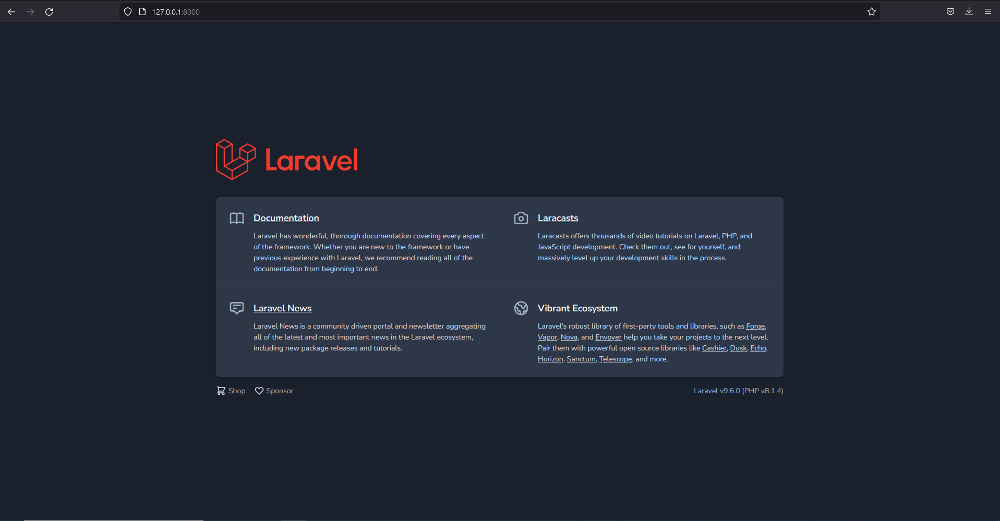 127.0.0.1:8000
Laravel
Documentation
Laravel has wonderful, thorough documentation covering every aspect
of the framework. Whether you are new to the framework or have
previous experience with Laravel, we recommend reading all of the
documentation from beginning to end.
Laracasts
Laracasts offers thousands of video tutorials on Laravel, PHP, and
JavaScript development. Check them out, see for yourself, and
massively level up your development skills in the process.
Laravel News
Laravel News is a community driven portal and newsletter aggregating
all of the latest and most important news in the Laravel ecosystem,
including new package releases and tutorials.
Vibrant Ecosystem
Laravel's robust library of first-party tools and libraries, such as Forge,
Vapor, Nova, and Envoyer help you take your projects to the next level.
Pair them with powerful open source libraries like Cashier, Dusk, Echo,
Horizon, Sanctum, Telescope, and more.
Shop
Sponsor
Laravel v9.6.0 (PHP v8.1.4)